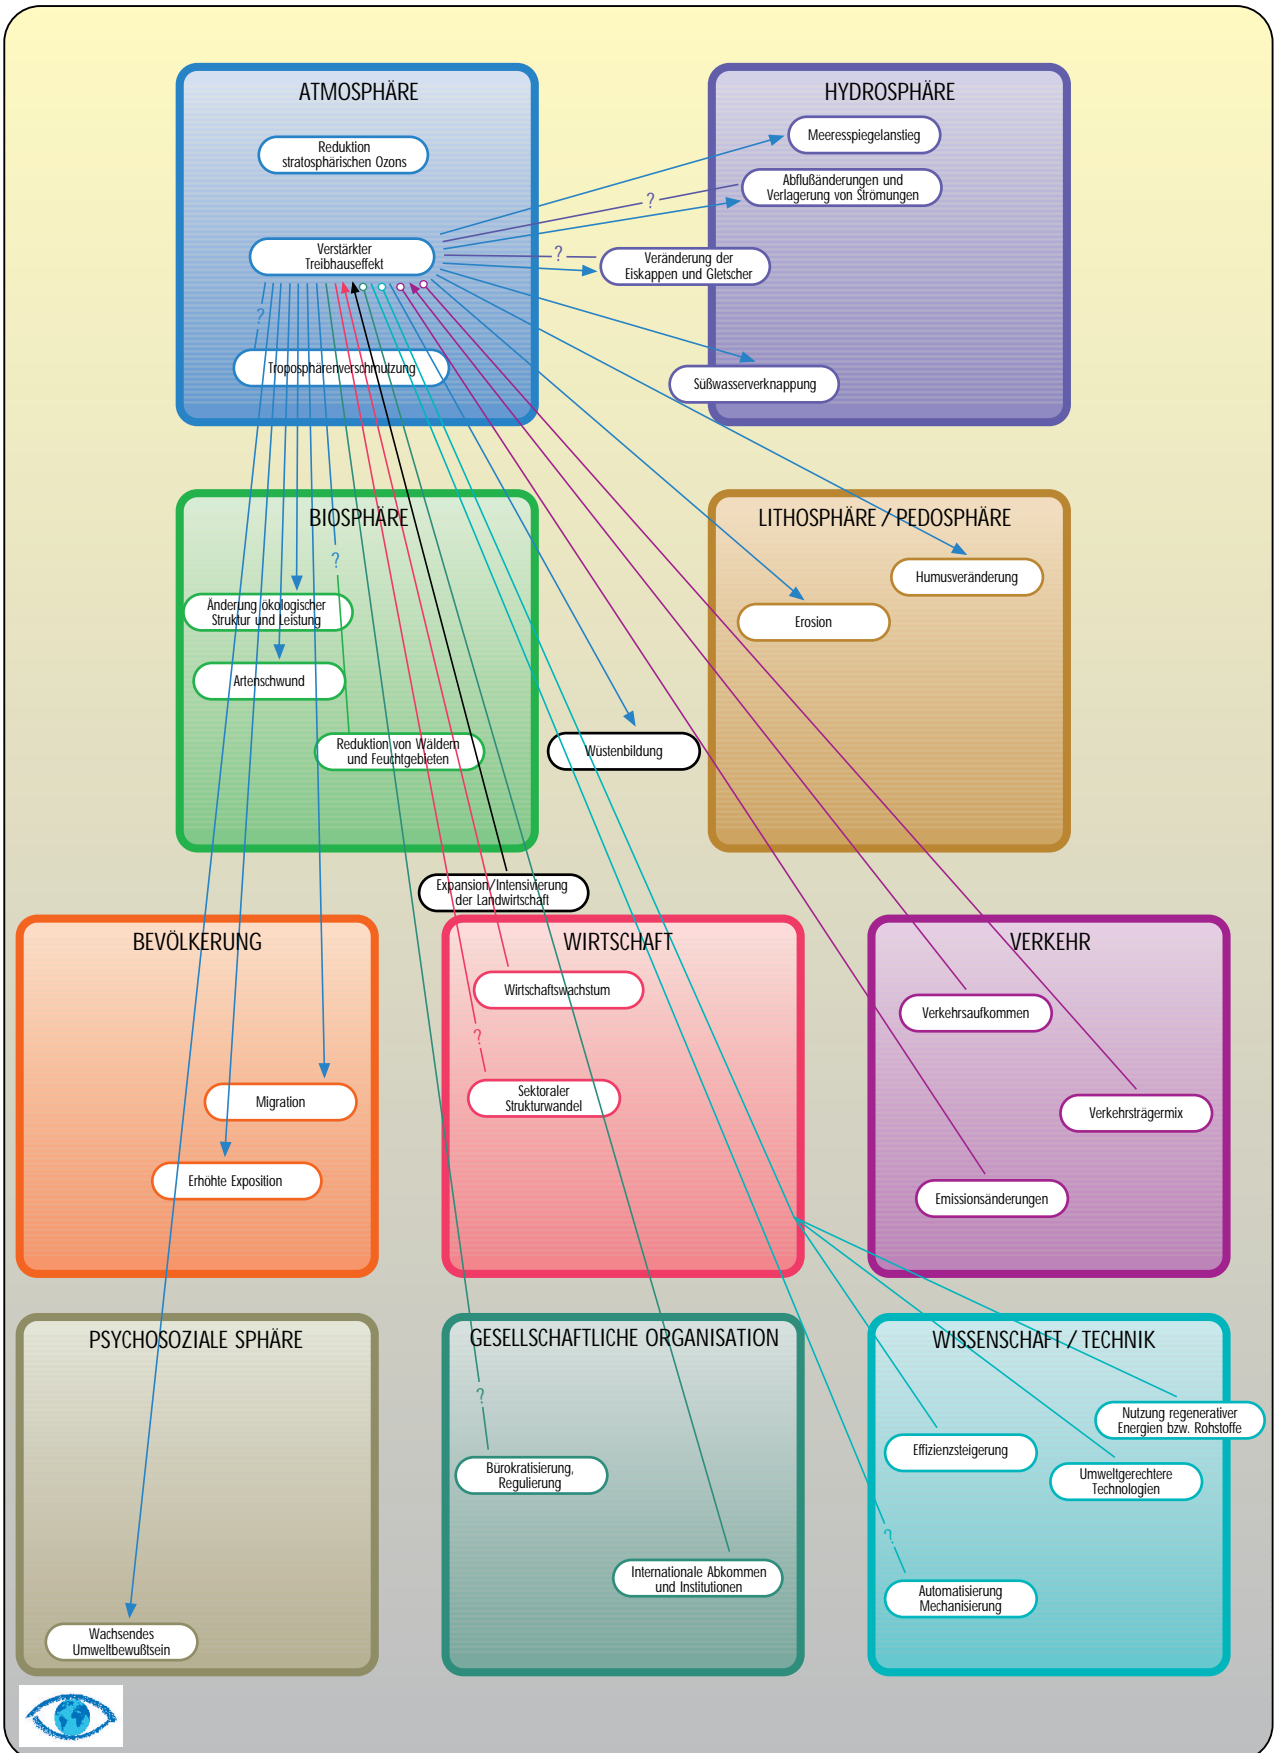 ATMOSPHÄRE
Reduktion
stratosphärischen Ozons
Verstärkter
Treibhauseffekt
?
Troposphärenverschmutzung
HYDROSPHÄRE
Meeresspiegelanstieg
Abflußänderungen und
Verlagerung von Strömungen
?
?
Veränderung der
Eiskappen und Gletscher
Süßwasserverknappung
BIOSPHÄRE
?
Änderung ökologischer
Struktur und Leistung
Artenschwund
Reduktion von Wäldern
und Feuchtgebieten
Wüstenbildung
LITHOSPHÄRE / PEDOSPHÄRE
Humusveränderung
Erosion
Expansion/Intensivierung
der Landwirtschaft
BEVÖLKERUNG
Migration
Erhöhte Exposition
WIRTSCHAFT
Wirtschaftswachstum
?
Sektoraler
Strukturwandel
VERKEHR
Verkehrsaufkommen
Verkehrsträgermix
Emissionsänderungen
PSYCHOSOZIALE SPHÄRE
Wachsendes
Umweltbewußtsein
GESELLSCHAFTLICHE ORGANISATION
?
Bürokratisierung,
Regulierung
Internationale Abkommen
und Institutionen
WISSENSCHAFT / TECHNIK
Nutzung regenerativer
Energien bzw. Rohstoffe
Effizienzsteigerung
Umweltgerechtere
Technologien
?
Automatisierung
Mechanisierung